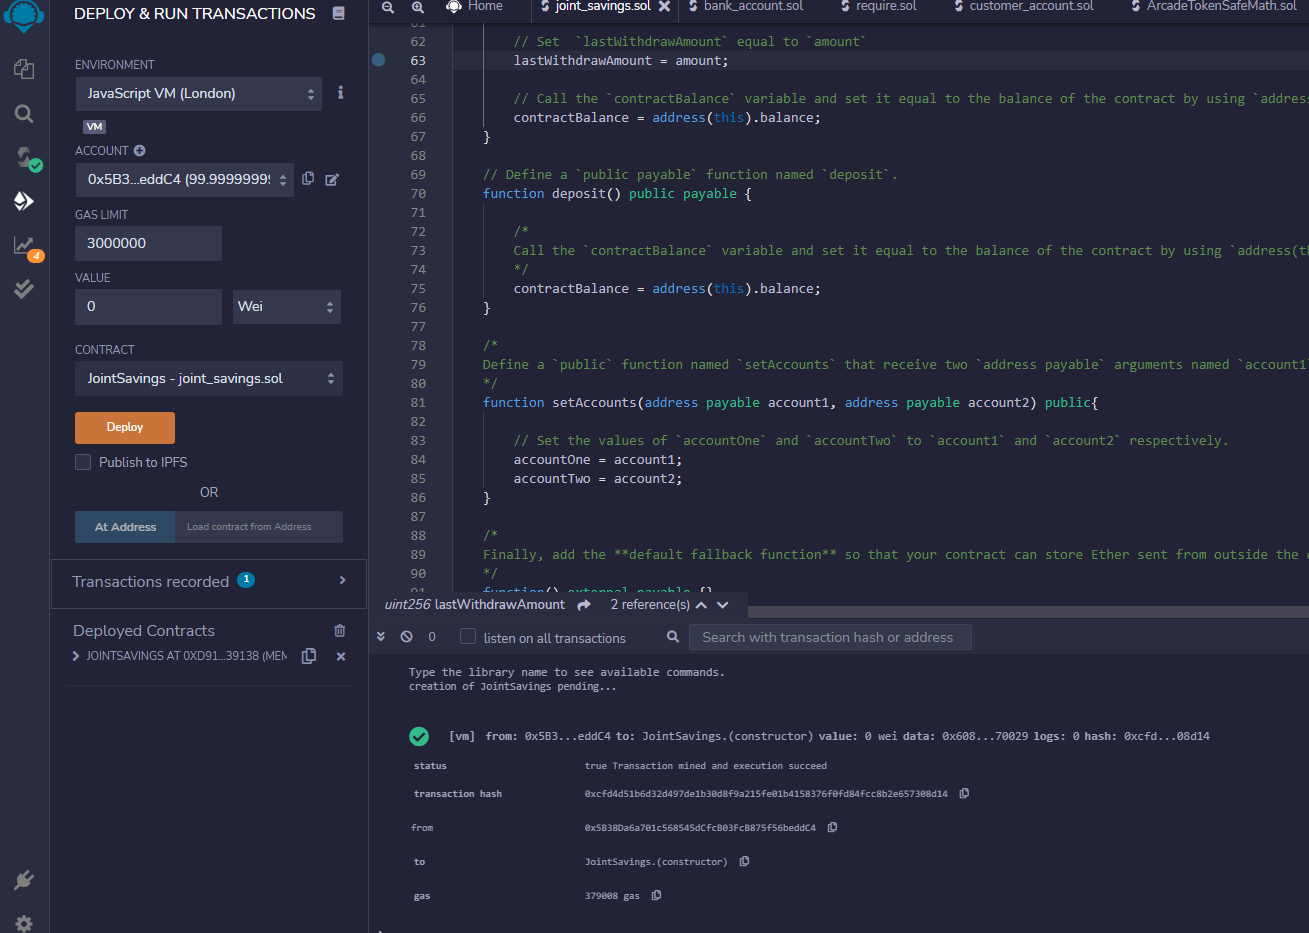 DEPLOY & RUN TRANSACTIONS
ENVIRONMENT
JavaScript VM (London)
VM
ACCOUNT
0x5B3...eddC4 (99.99999999
GAS LIMIT
3000000
VALUE
0
Wei
CONTRACT
JointSavings - joint_savings.sol
Deploy
Publish to IPFS
OR
At Address
Load contract from Address
Transactions recorded 1
Deployed Contracts
JOINTSAVINGS AT 0XD91...39138 (MEM
4
Home
joint_savings.sol
bank_account.sol
require.sol
customer_account.sol
ArcadeTokenSafeMath.sol
61
62 // Set  `lastWithdrawAmount` equal to `amount`
63 lastWithdrawAmount = amount;
64
65 // Call the `contractBalance` variable and set it equal to the balance of the contract by using `address
66 contractBalance = address(this).balance;
67 }
68
69 // Define a `public payable` function named `deposit`.
70 function deposit() public payable {
71
72 /*
73 Call the `contractBalance` variable and set it equal to the balance of the contract by using `address(th
74 */
75 contractBalance = address(this).balance;
76 }
77
78 /*
79 Define a `public` function named `setAccounts` that receive two `address payable` arguments named `account1`
80 */
81 function setAccounts(address payable account1, address payable account2) public{
82
83 // Set the values of `accountOne` and `accountTwo` to `account1` and `account2` respectively.
84 accountOne = account1;
85 accountTwo = account2;
86 }
87
88 /*
89 Finally, add the **default fallback function** so that your contract can store Ether sent from outside the
90 */
91 function() external payable {}
uint256 lastWithdrawAmount 2 reference(s)
0 listen on all transactions Search with transaction hash or address
Type the library name to see available commands.
creation of JointSavings pending...
[vm] from: 0x5B3...eddC4 to: JointSavings.(constructor) value: 0 wei data: 0x608...70029 logs: 0 hash: 0xcfd...08d14
status true Transaction mined and execution succeed
transaction hash 0xcfd4d51b6d32d497de1b30d8f9a215fe01b4158376f0fd84fcc8b2e657308d14
from 0x5B38Da6a701c568545dCfcB03FcB875f56beddC4
to JointSavings.(constructor)
gas 379008 gas